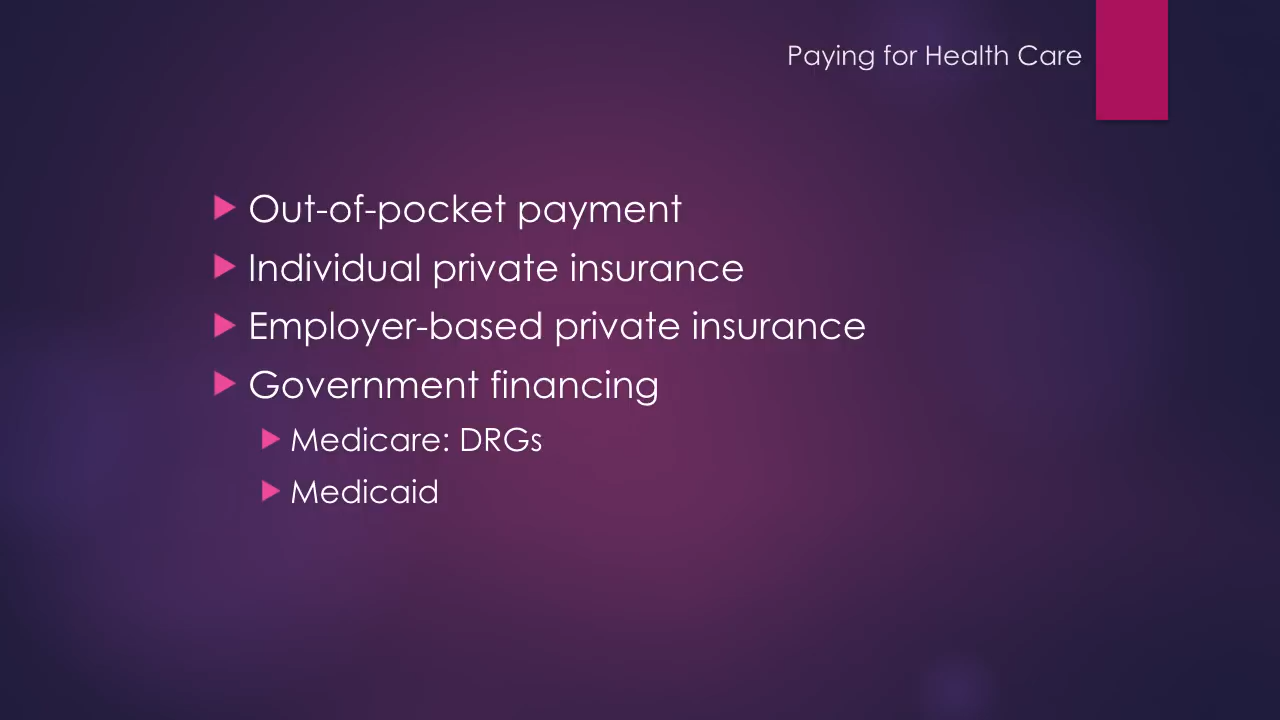 Paying for Health Care
Out-of-pocket payment
Individual private insurance
Employer-based private insurance
Government financing
Medicare: DRGs
Medicaid